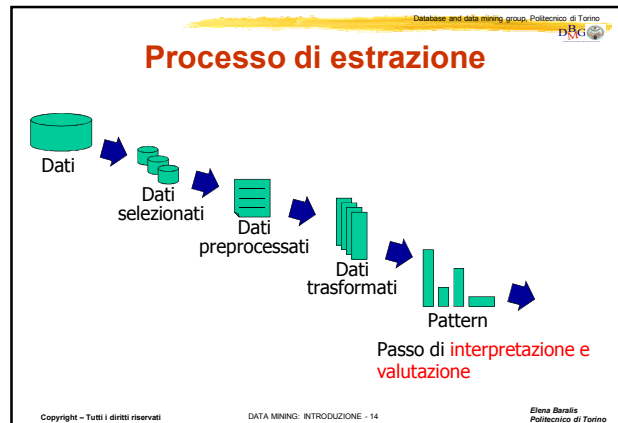 Database and data mining group, Politecnico di Torino
DBMG
Processo di estrazione
Dati
Dati
selezionati
Dati
preprocessati
Dati
trasformati
Pattern
Passo di interpretazione e
valutazione
Copyright – Tutti i diritti riservati
DATA MINING: INTRODUZIONE - 14
Elena Baralis
Politecnico di Torino